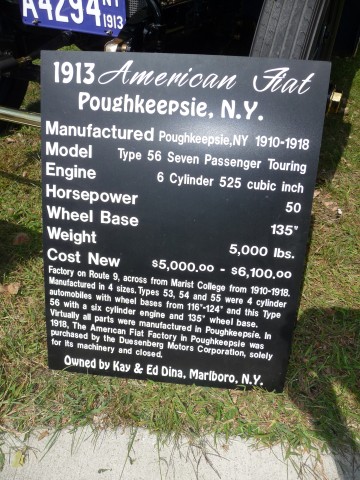 A4294 NY
1913
1913 American Fiat
Poughkeepsie, N.Y.
Manufactured Poughkeepsie,NY 1910-1918
Model Type 56 Seven Passenger Touring
Engine 6 Cylinder 525 cubic inch
Horsepower 50
Wheel Base 135"
Weight 5,000 lbs.
Cost New $5,000.00 - $6,100.00
Factory on Route 9, across from Marist College from 1910-1918.
Manufactured in 4 sizes. Types 53, 54 and 55 were 4 cylinder
automobiles with wheel bases from 116"-124" and this Type
56 with a six cylinder engine and 135" wheel base.
Virtually all parts were manufactured in Poughkeepsie. In
1918, The American Fiat Factory in Poughkeepsie was
purchased by the Duesenberg Motors Corporation, solely
for its machinery and closed.
Owned by Kay & Ed Dina, Marlboro, N.Y.